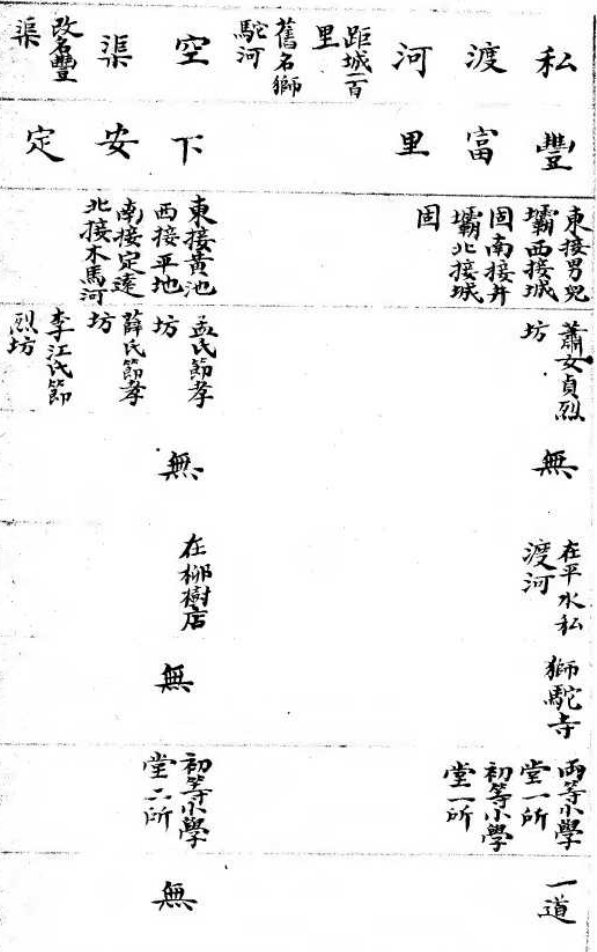 私
渡
河
距城一百
里
舊名獅
駝河
豐
富
里
東接男兒
壩西接城
固南接井
壩北接城
固
蕭女貞烈
坊
無
在平水私
渡河
獅駝寺
兩等小學
堂一所
初等小學
堂一所
一道
空
渠
改名豐
渠
下
安
定
東接黃池
西接平地
南接定遠
北接木馬河
孟氏節孝
坊
薛氏節孝
坊
李江氏節
烈坊
無
在柳樹店
無
初等小學
堂二所
無